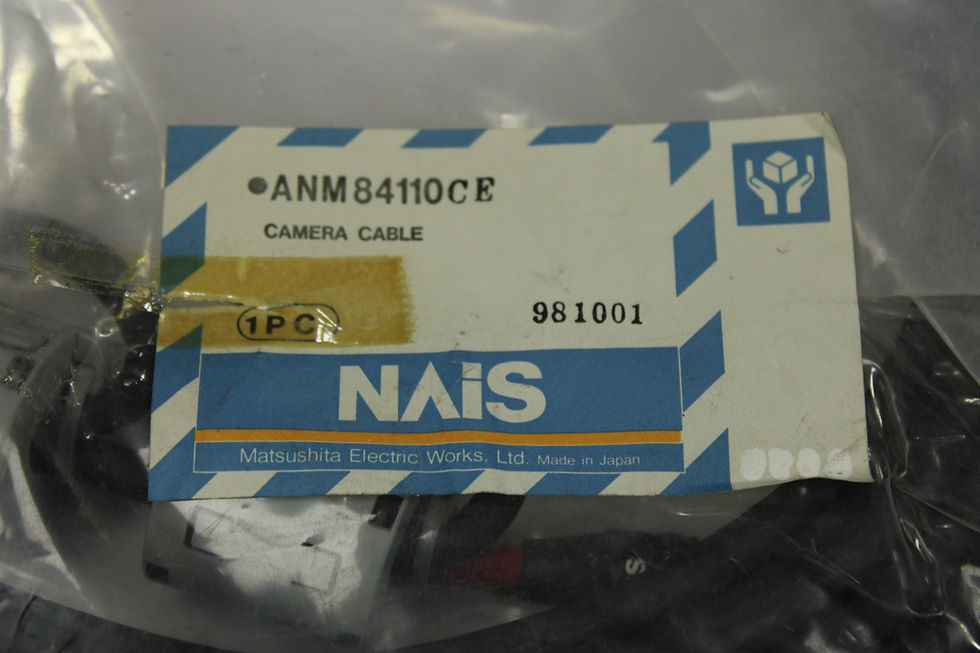 ●ANM84110CE
CAMERA CABLE
1PC
981001
NAiS
Matsushita Electric Works, Ltd. Made in Japan
S